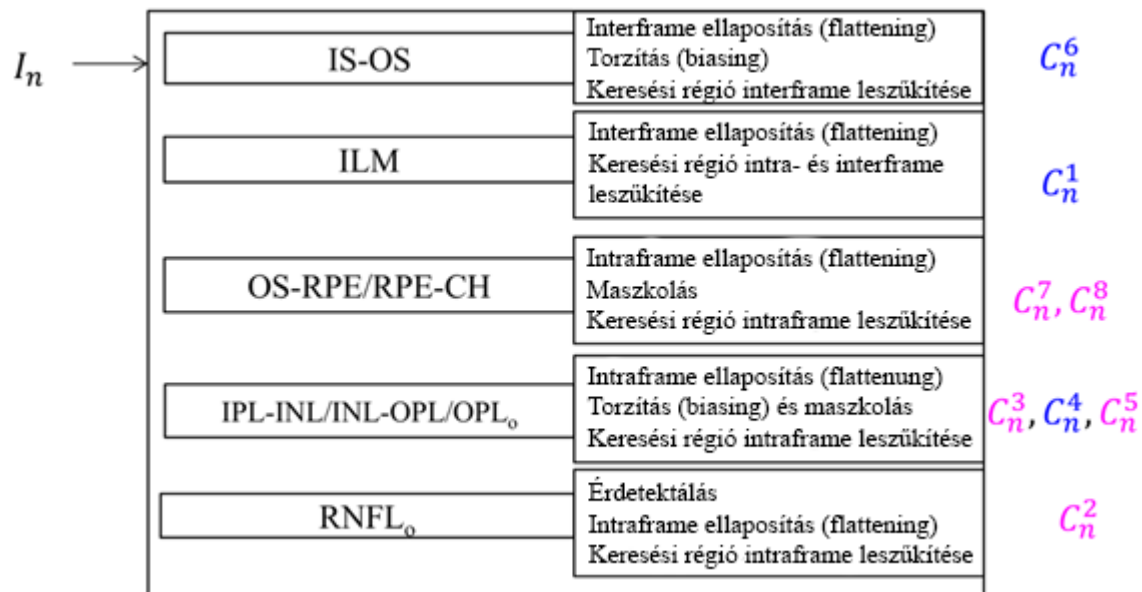 I_n
IS-OS
Interframe ellaposítás (flattening)
Torzítás (biasing)
Keresési régió interframe leszűkítése
C_n^6
ILM
Interframe ellaposítás (flattening)
Keresési régió intra- és interframe
leszűkítése
C_n^1
OS-RPE/RPE-CH
Intraframe ellaposítás (flattening)
Maszkolás
Keresési régió intraframe leszűkítése
C_n^7, C_n^8
IPL-INL/INL-OPL/OPL_o
Intraframe ellaposítás (flattenung)
Torzítás (biasing) és maszkolás
Keresési régió intraframe leszűkítése
C_n^3, C_n^4, C_n^5
RNFL_o
Érdetektálás
Intraframe ellaposítás (flattening)
Keresési régió intraframe leszűkítése
C_n^2